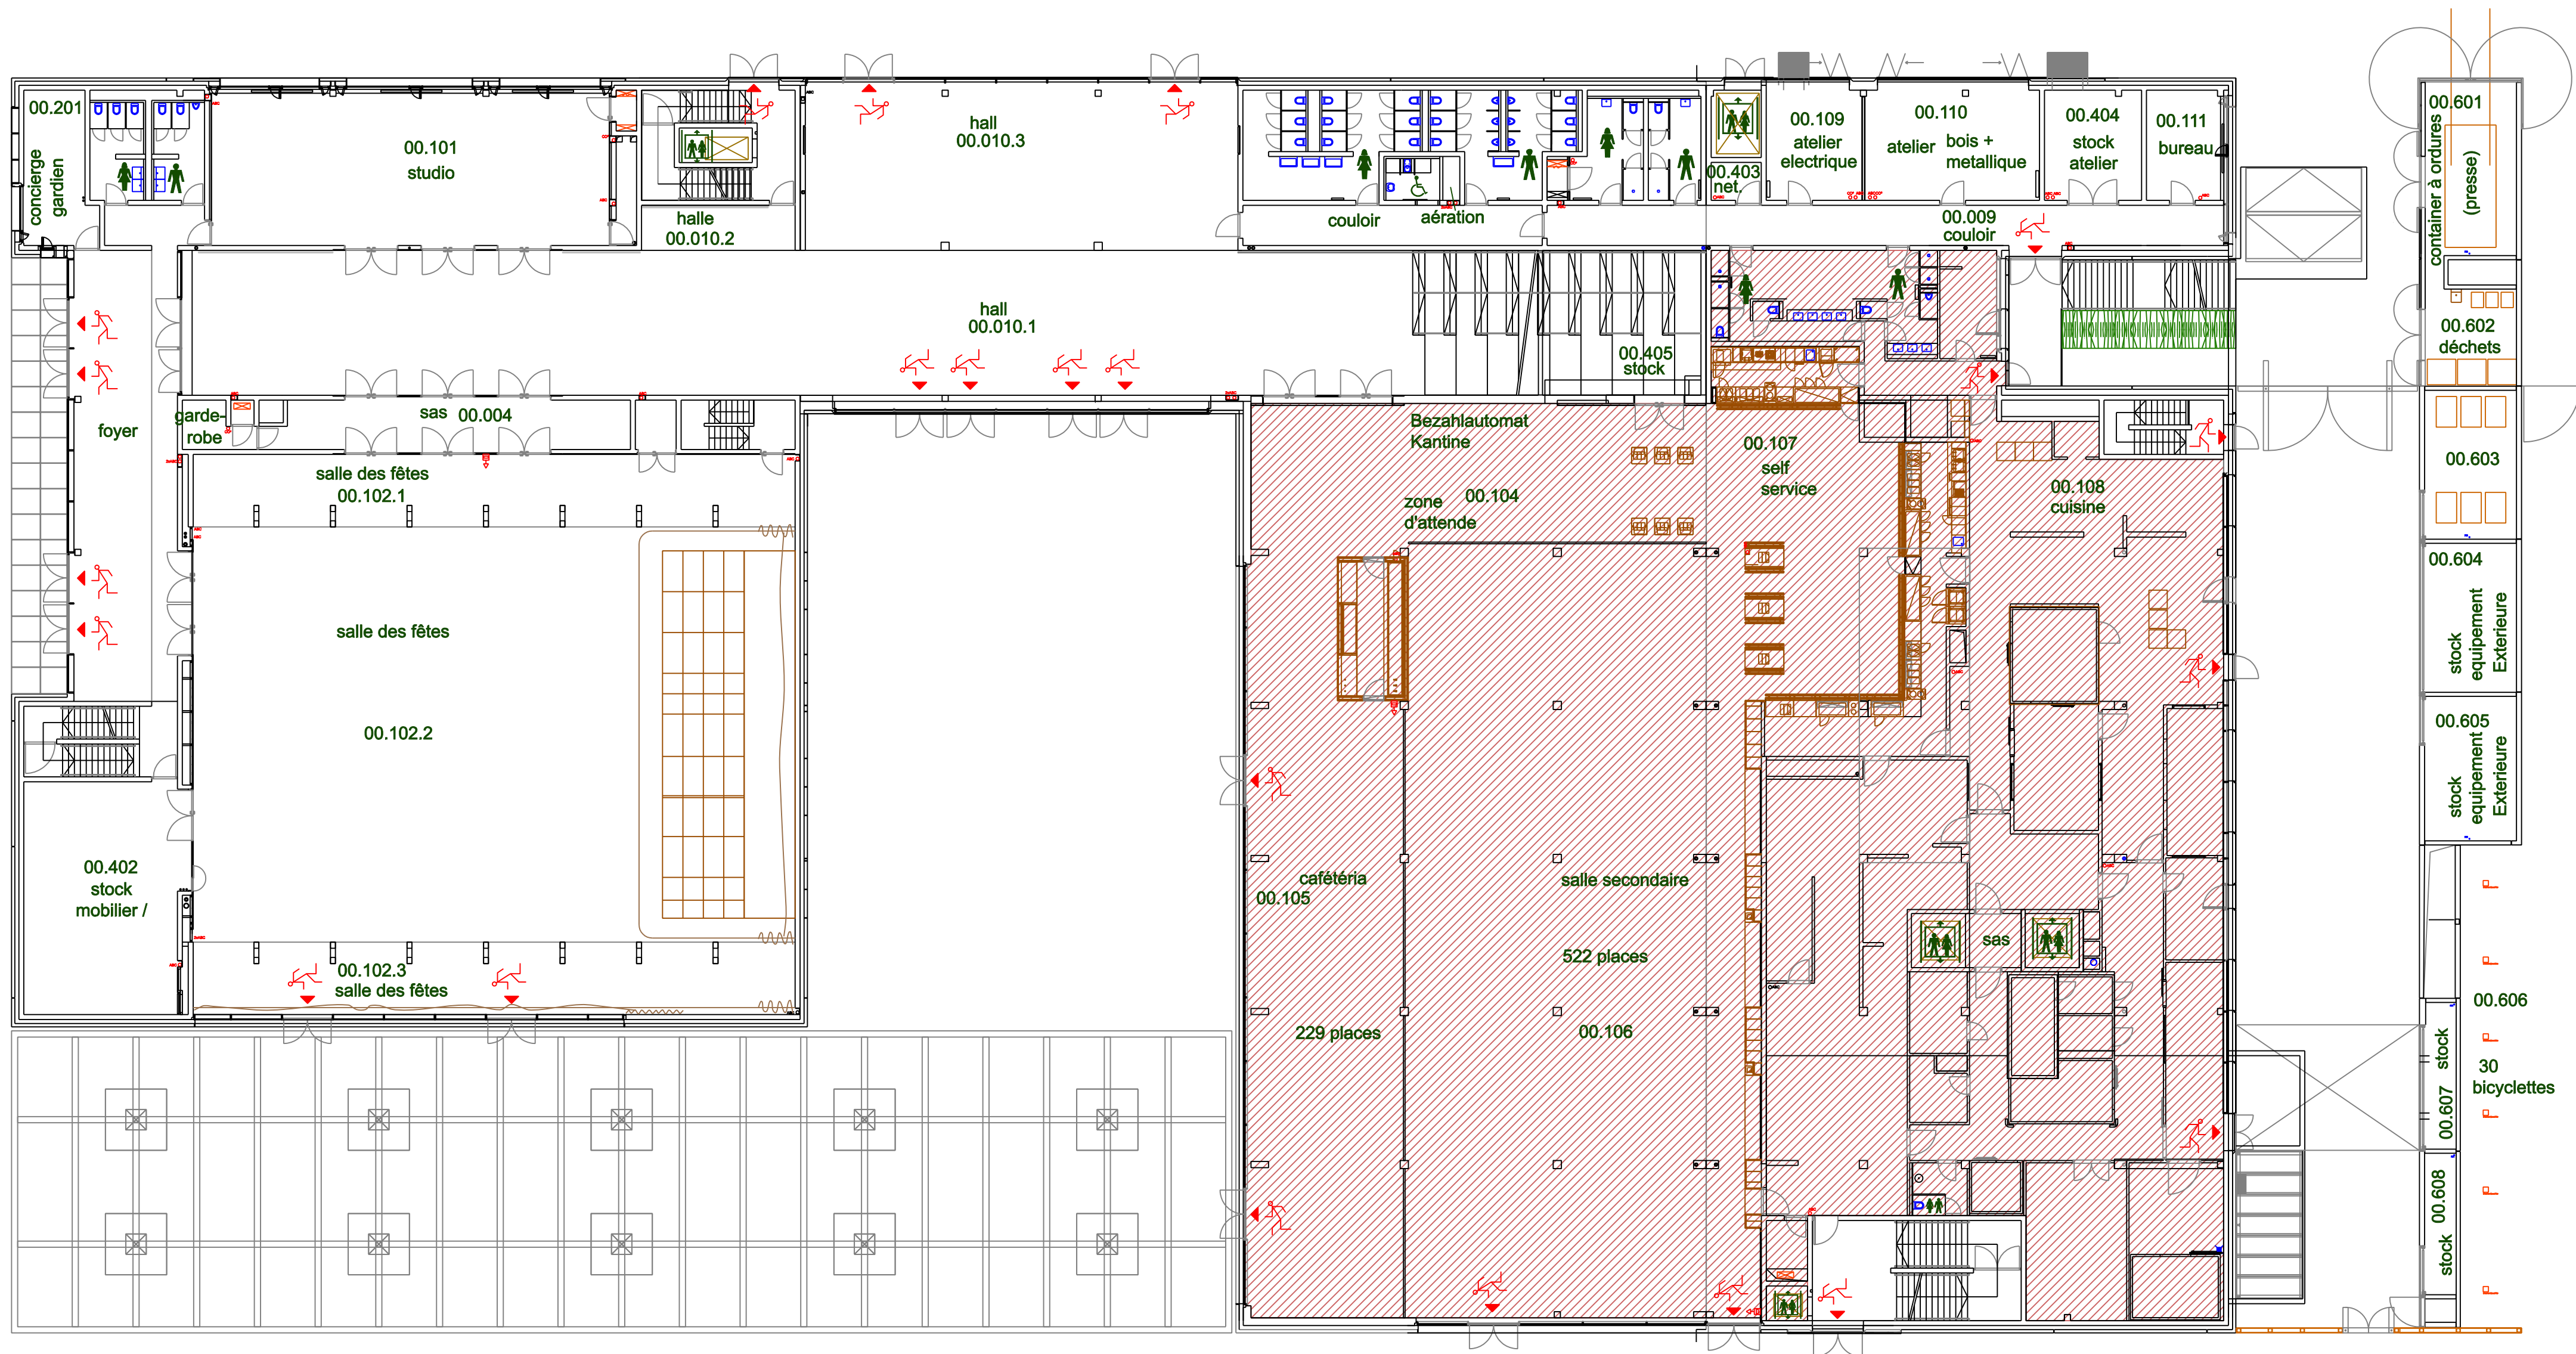 00.201
concierge
gardien
00.101
studio
halle
00.010.2
hall
00.010.3
couloir
aération
00.403
net.
00.109
atelier
electrique
00.110
atelier
bois +
metallique
00.404
stock
atelier
00.111
bureau
00.009
couloir
00.601
container à ordures
(presse)
00.602
déchets
00.603
00.604
stock
equipement
Exterieure
00.605
stock
equipement
Exterieure
00.606
30
bicyclettes
00.607
stock
00.608
stock
hall
00.010.1
00.405
stock
foyer
garde-
robe
sas
00.004
salle des fêtes
00.102.1
salle des fêtes
00.102.2
00.102.3
salle des fêtes
00.402
stock
mobilier /
Bezahlautomat
Kantine
zone
d'attende
00.104
00.107
self
service
00.108
cuisine
cafétéria
00.105
229 places
salle secondaire
522 places
00.106
sas